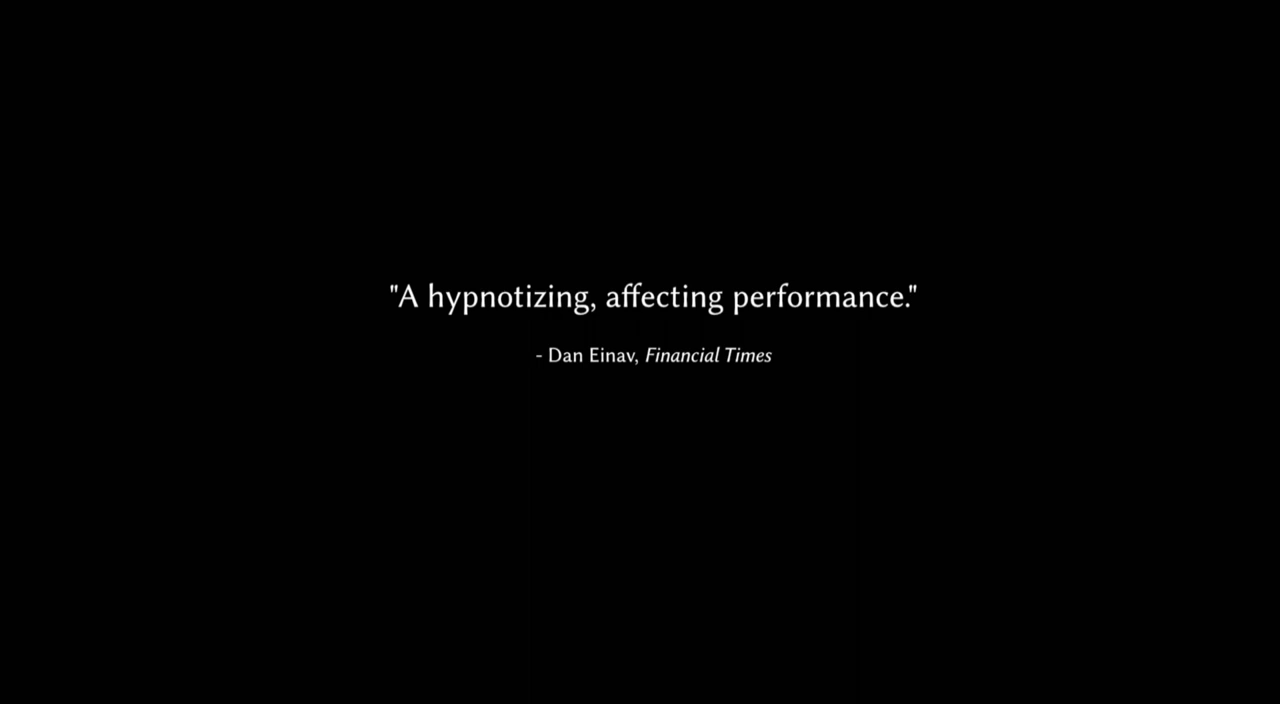 "A hypnotizing, affecting performance."
- Dan Einav, Financial Times